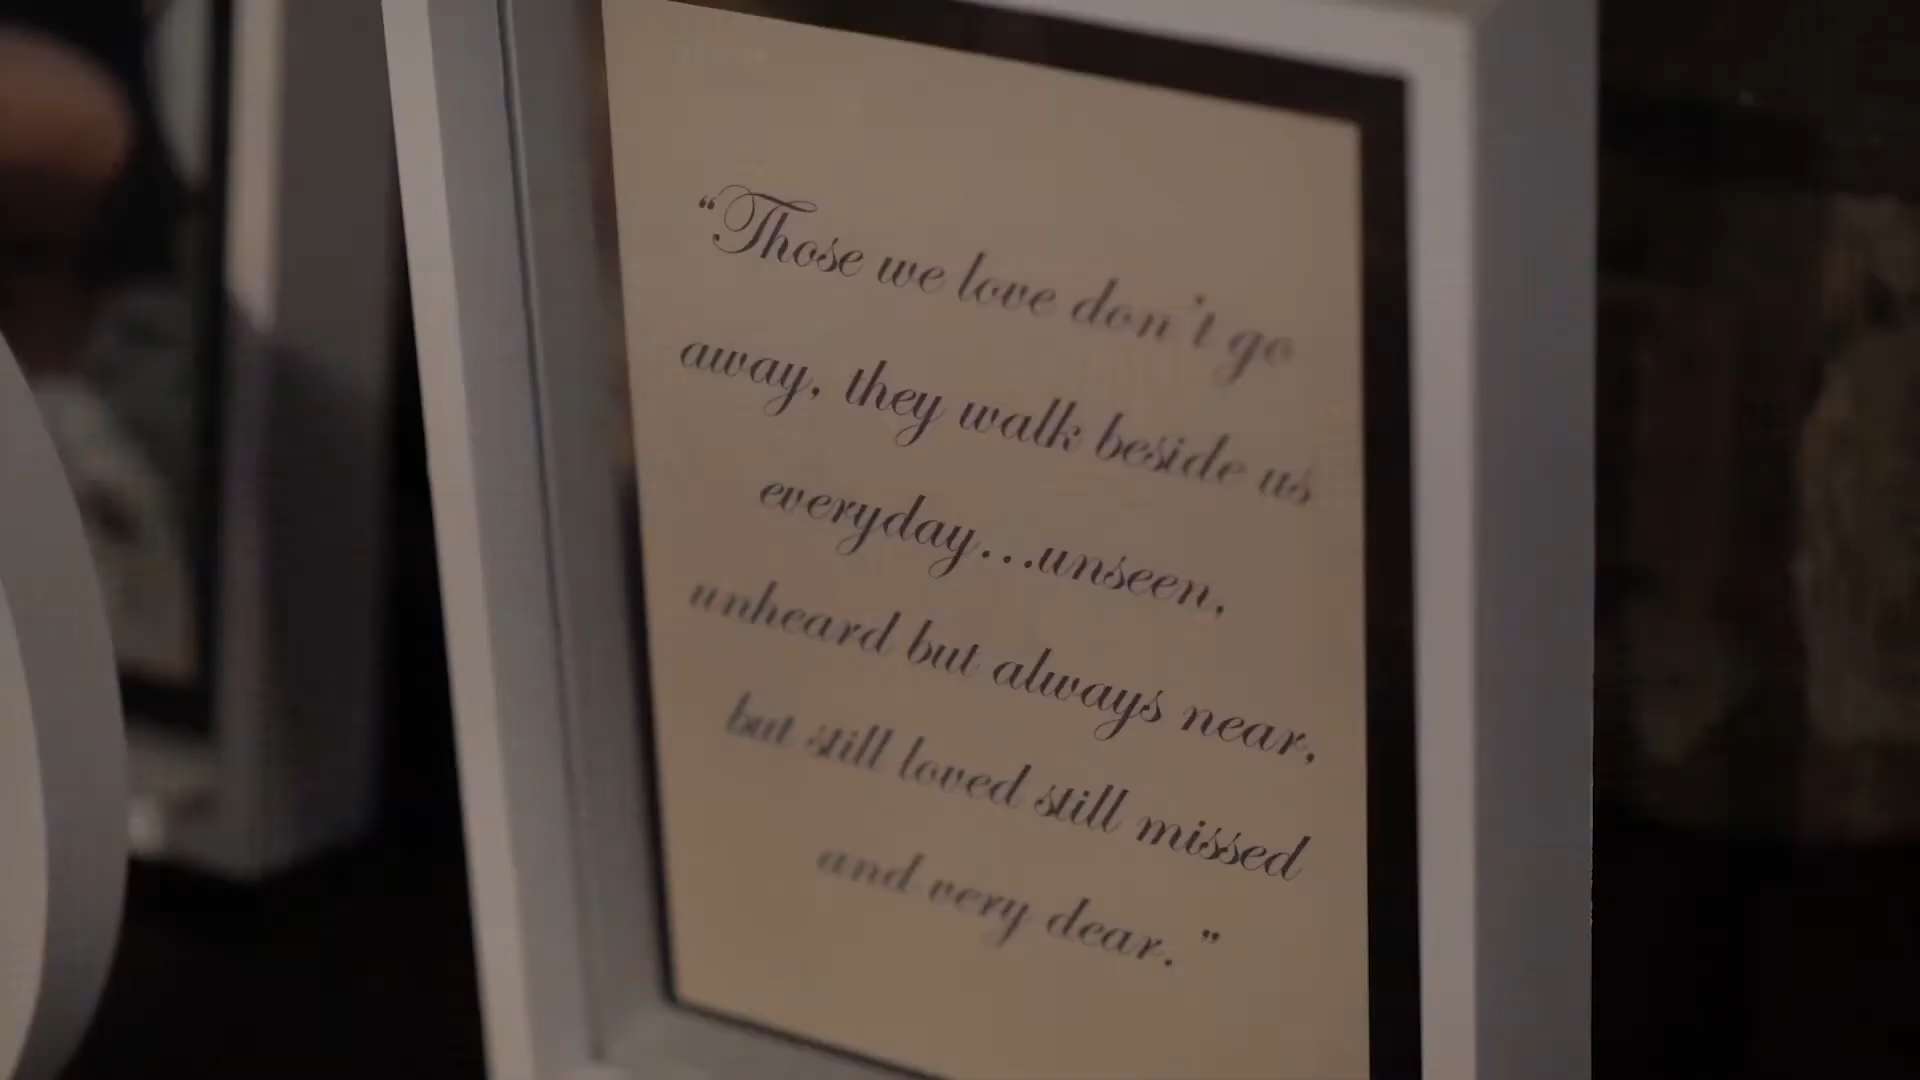 “Those we love don't go
away, they walk beside us
everyday...unseen,
unheard but always near,
but still loved still missed
and very dear.”